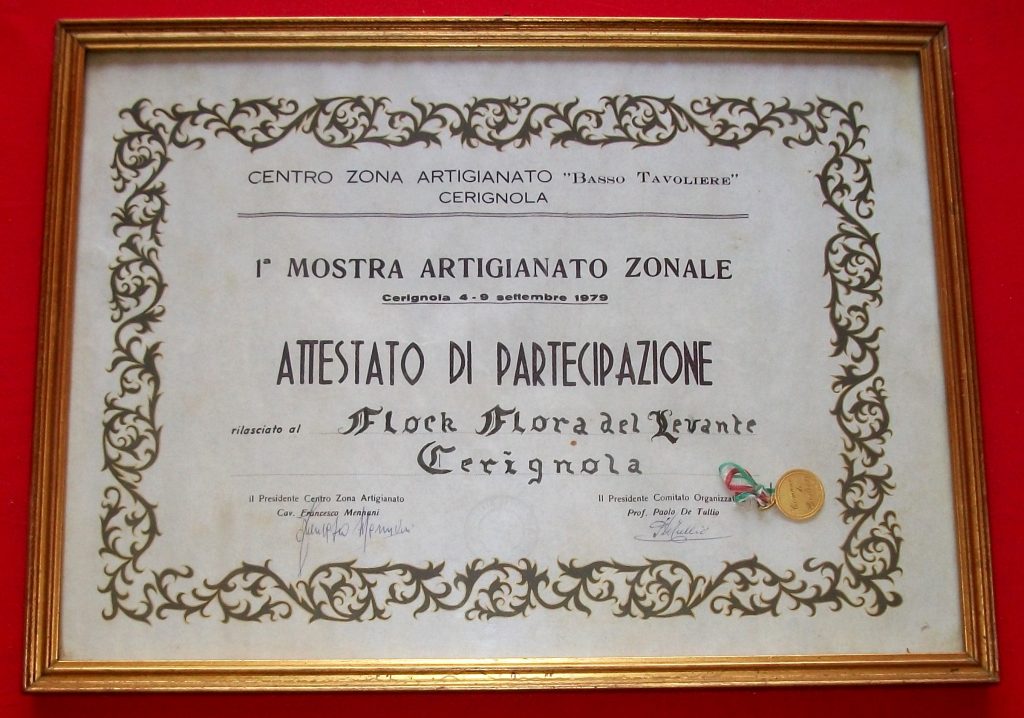 CENTRO ZONA ARTIGIANATO "BASSO TAVOLIERE"
CERIGNOLA
1ª MOSTRA ARTIGIANATO ZONALE
Cerignola 4-9 settembre 1979
ATTESTATO DI PARTECIPAZIONE
rilasciato al Flock Flora del Levante
Cerignola
il Presidente Centro Zona Artigianato
Cav. Francesco Mennuni
Il Presidente Comitato Organizza
Prof. Paolo De Tullio